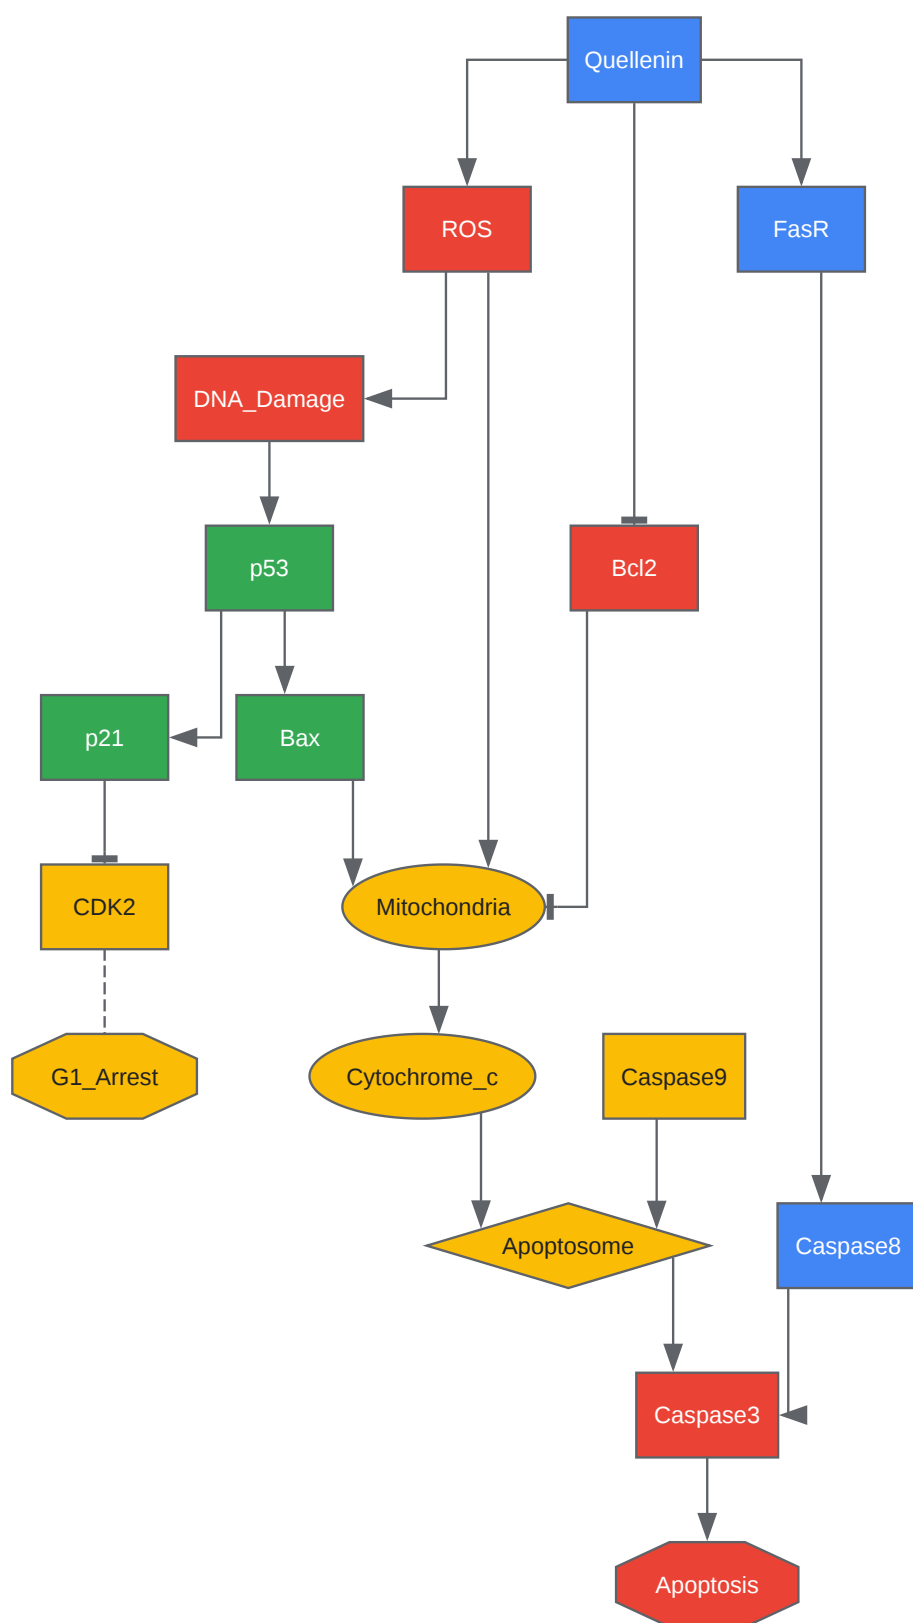 Quellenin
ROS
FasR
DNA_Damage
p53
Bcl2
p21
Bax
CDK2
Mitochondria
G1_Arrest
Cytochrome_c
Caspase9
Apoptosome
Caspase8
Caspase3
Apoptosis